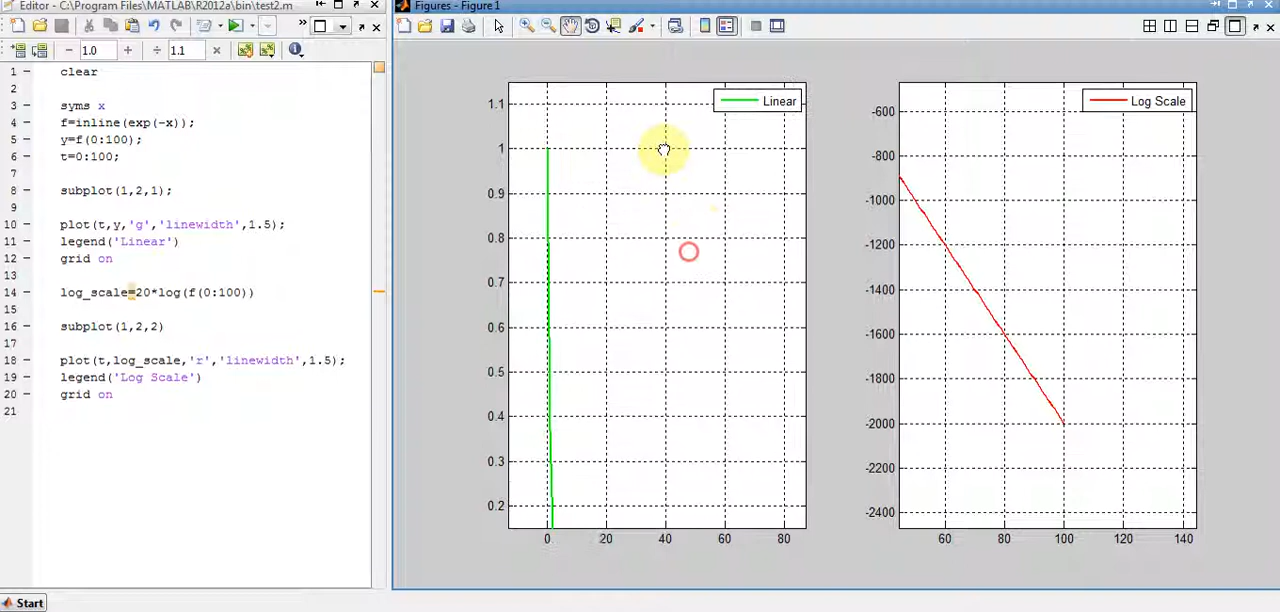 Editor - C:\Program Files\MATLAB\R2012a\bin\test2.m
1.0
1.1
1 clear
2
3 syms x
4 f=inline(exp(-x));
5 y=f(0:100);
6 t=0:100;
7
8 subplot(1,2,1);
9
10 plot(t,y,'g','linewidth',1.5);
11 legend('Linear')
12 grid on
13
14 log_scale=20*log(f(0:100))
15
16 subplot(1,2,2)
17
18 plot(t,log_scale,'r','linewidth',1.5);
19 legend('Log Scale')
20 grid on
21
Figures - Figure 1
Linear
1.1
1
0.9
0.8
0.7
0.6
0.5
0.4
0.3
0.2
0 20 40 60 80
Log Scale
-600
-800
-1000
-1200
-1400
-1600
-1800
-2000
-2200
-2400
60 80 100 120 140
Start